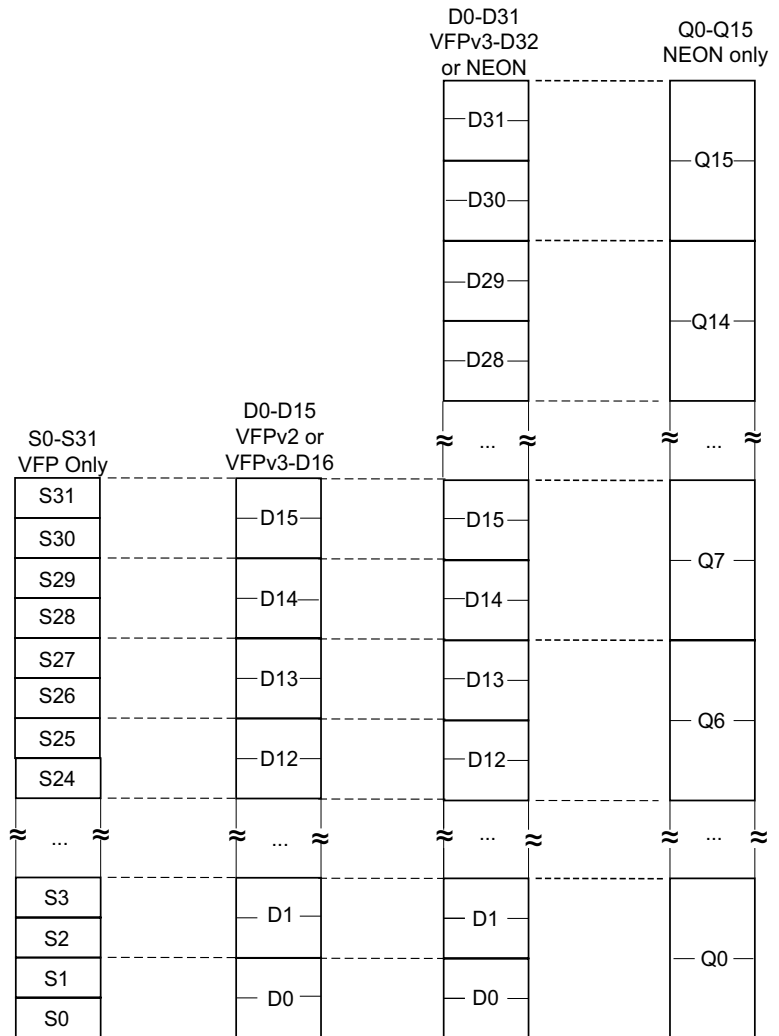 D0-D31
VFPv3-D32
or NEON
Q0-Q15
NEON only
D31
D30
Q15
D29
D28
Q14
... ...
S0-S31
VFP Only
D0-D15
VFPv2 or
VFPv3-D16
S31
S30
D15
D15
S29
S28
D14
D14
Q7
S27
S26
D13
D13
S25
S24
D12
D12
Q6
... ... ... ...
S3
S2
D1
D1
S1
S0
D0
D0
Q0